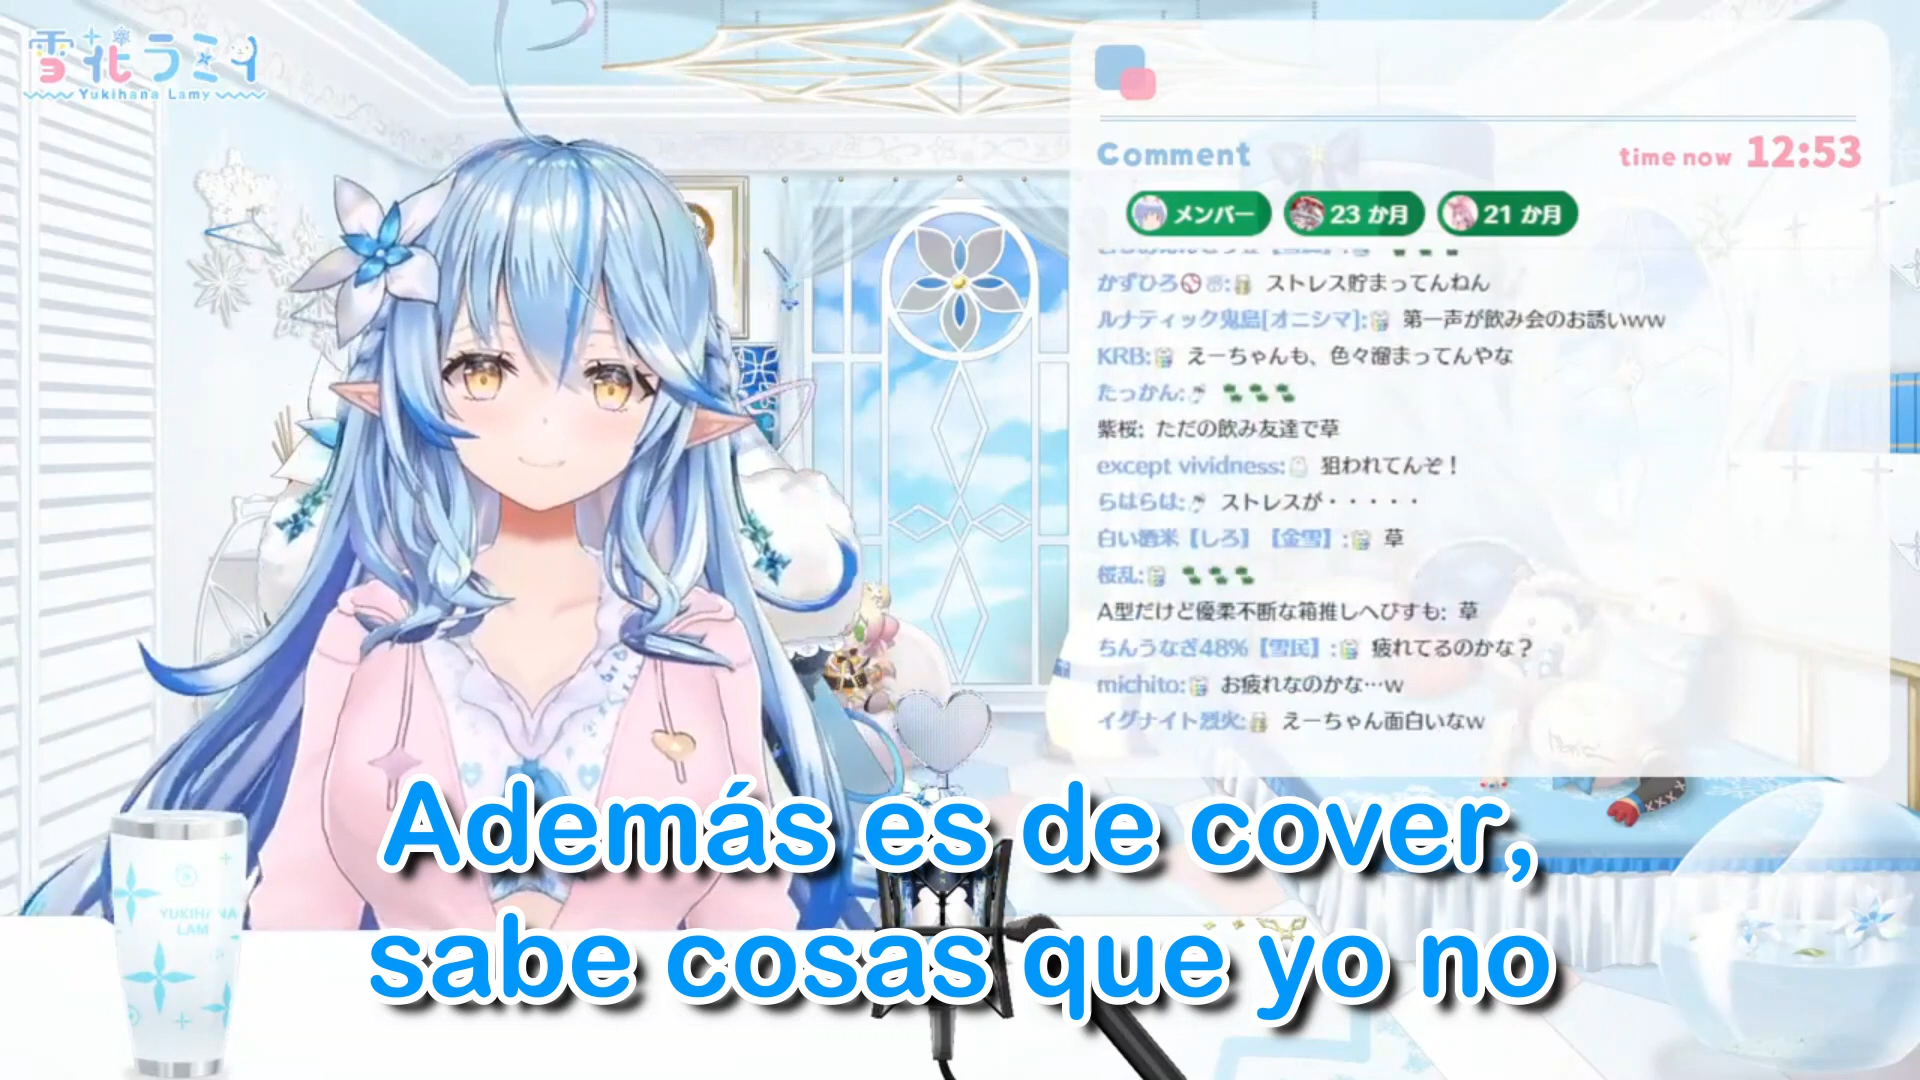 雪花ラミィ
Yukihana Lamy
Comment
time now 12:53
メンバー
23 か月
21 か月
かずひろ: ストレス貯まってんねん
ルナティック鬼島[オニシマ]: 第一声が飲み会のお誘いww
KRB: えーちゃんも、色々溜まってんやな
たっかん:
紫桜: ただの飲み友達で草
except vividness: 狙われてんぞ！
らはらは: ストレスが・・・・・
白い酒米【しろ】【金雪】: 草
桜乱:
A型だけど優柔不断な箱推しへびすも: 草
ちんうなぎ48%【雪民】: 疲れてるのかな？
michito: お疲れなのかな…w
イグナイト烈火: えーちゃん面白いなw
Además es de cover,
sabe cosas que yo no
YUKIHANA